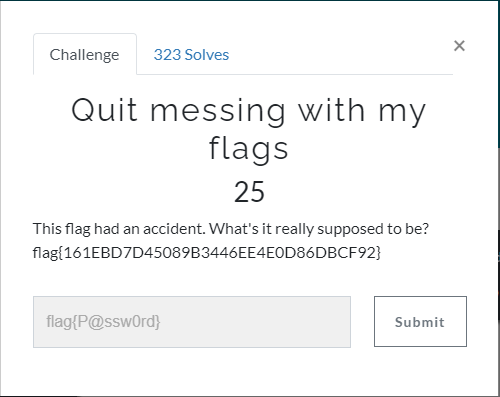 Challenge
323 Solves
×
Quit messing with my
flags
25
This flag had an accident. What's it really supposed to be?
flag{161EBD7D45089B3446EE4E0D86DBCF92}
flag{P@ssw0rd}
Submit